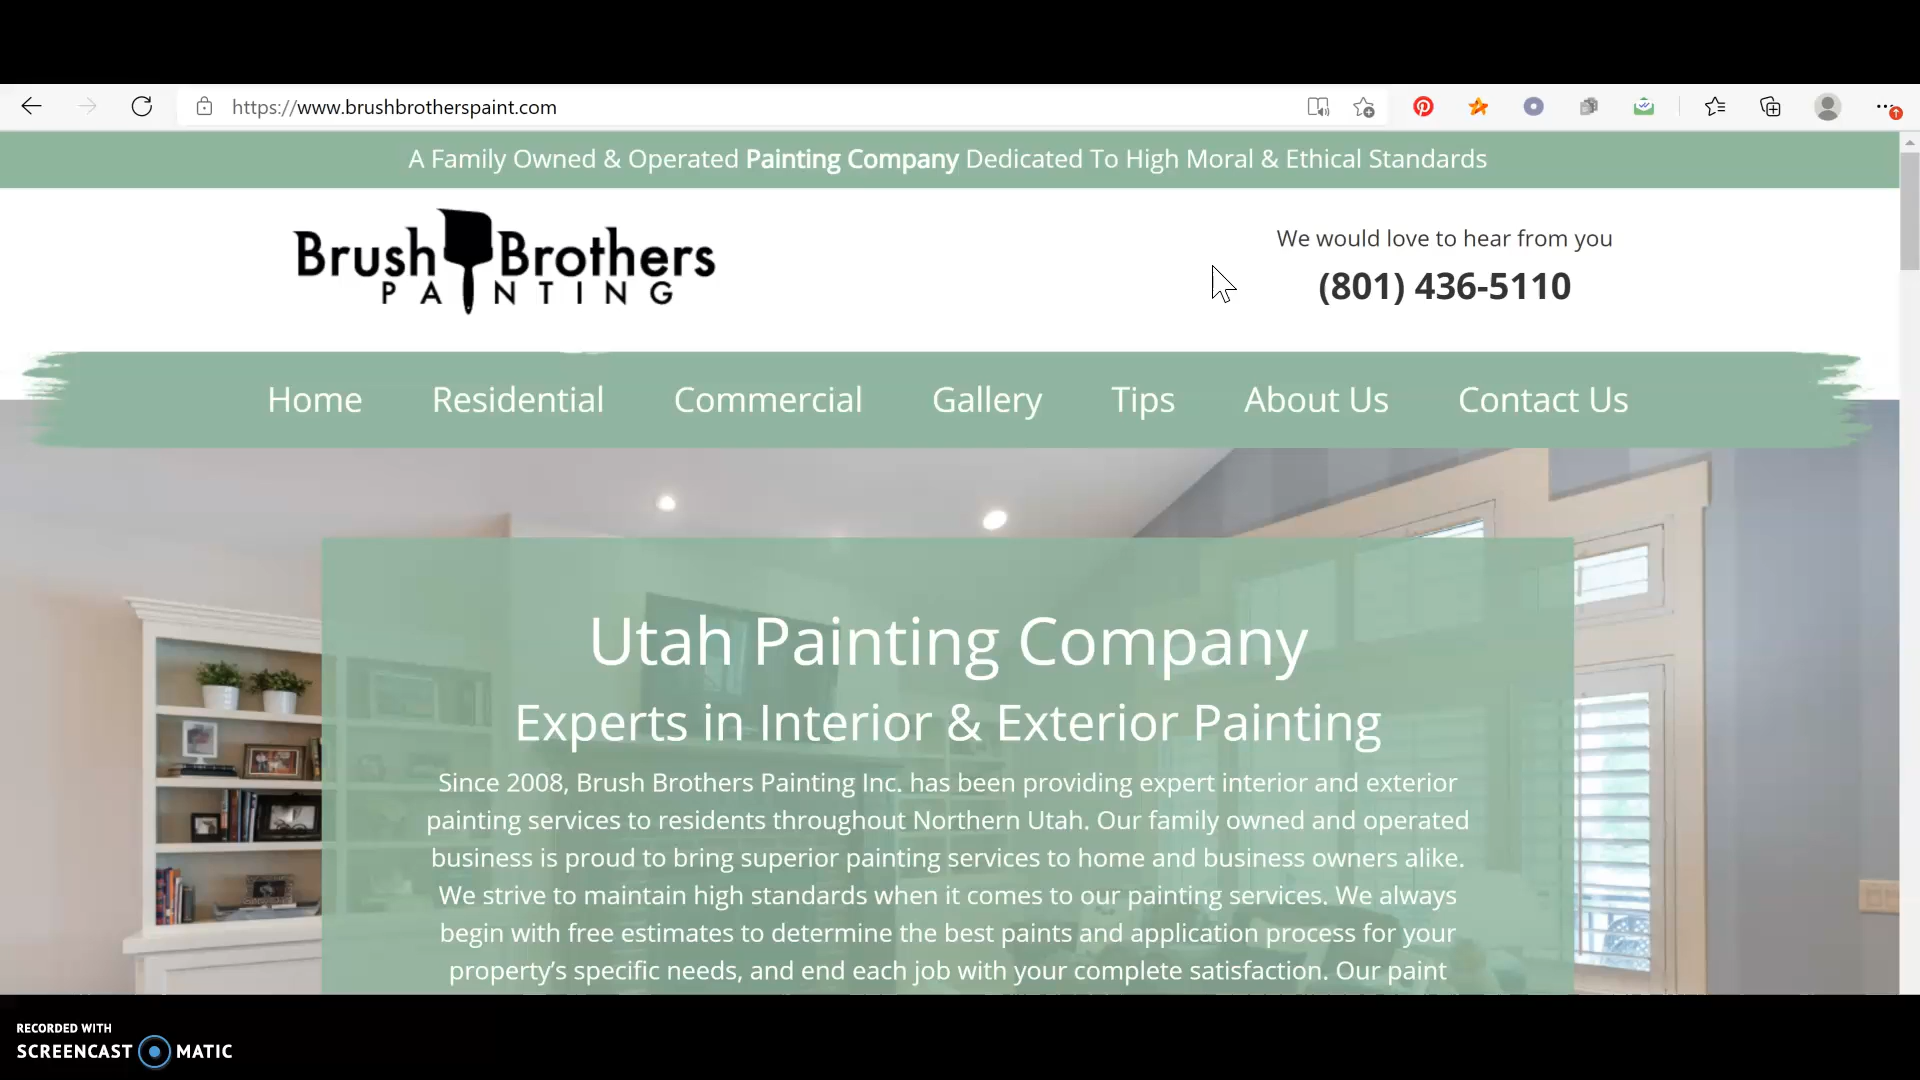 https://www.brushbrotherspaint.com
A Family Owned & Operated Painting Company Dedicated To High Moral & Ethical Standards
Brush Brothers
PAINTING
We would love to hear from you
(801) 436-5110
Home Residential Commercial Gallery Tips About Us Contact Us
Utah Painting Company
Experts in Interior & Exterior Painting
Since 2008, Brush Brothers Painting Inc. has been providing expert interior and exterior
painting services to residents throughout Northern Utah. Our family owned and operated
business is proud to bring superior painting services to home and business owners alike.
We strive to maintain high standards when it comes to our painting services. We always
begin with free estimates to determine the best paints and application process for your
property’s specific needs, and end each job with your complete satisfaction. Our paint
RECORDED WITH
SCREENCAST MATIC